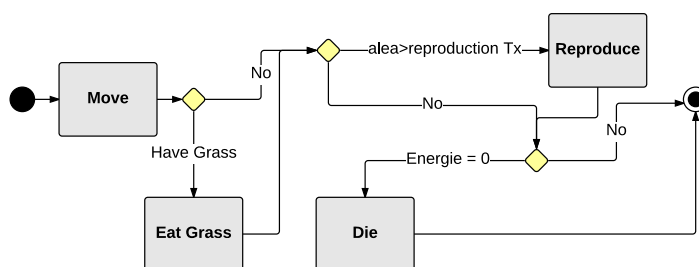 alea>reproduction Tx
Reproduce
No
Move
No
No
Have Grass
Energie = 0
Eat Grass
Die